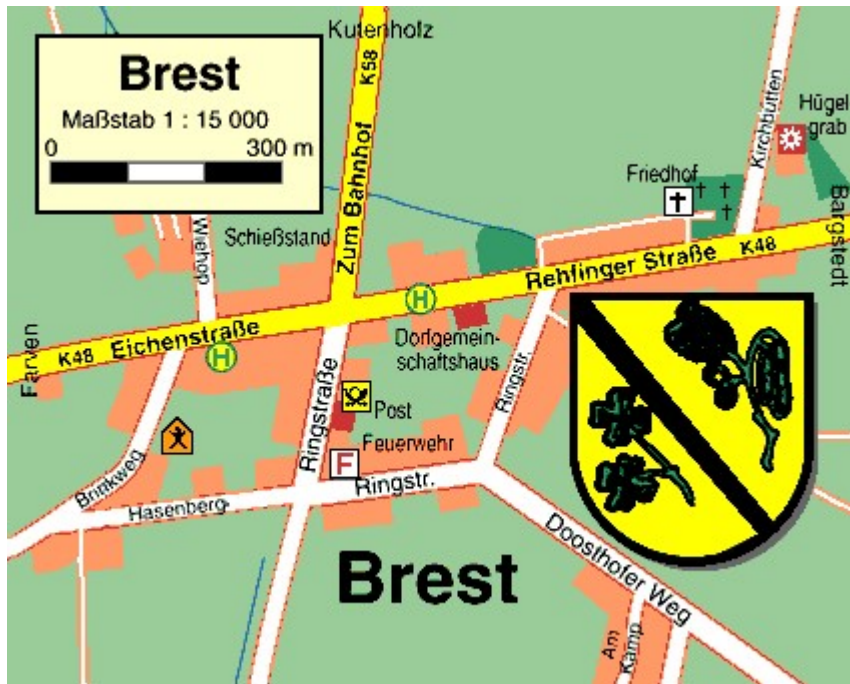 Kutenholz
K58
Brest
Maßstab 1 : 15 000
0 300 m
Zum Bahnhof
Kirchbütten
Hügel
grab
Friedhof
Bargstedt
Wiehop
Schießstand
Rehfinger Straße K48
H
Farven
K48 Eichenstraße
H
Dorfgemein-
schaftshaus
Ringstr.
Ringstraße
Post
Feuerwehr
F
Ringstr.
Brinkweg
Hasenberg
Brest
Doosthofer Weg
Am
Kamp